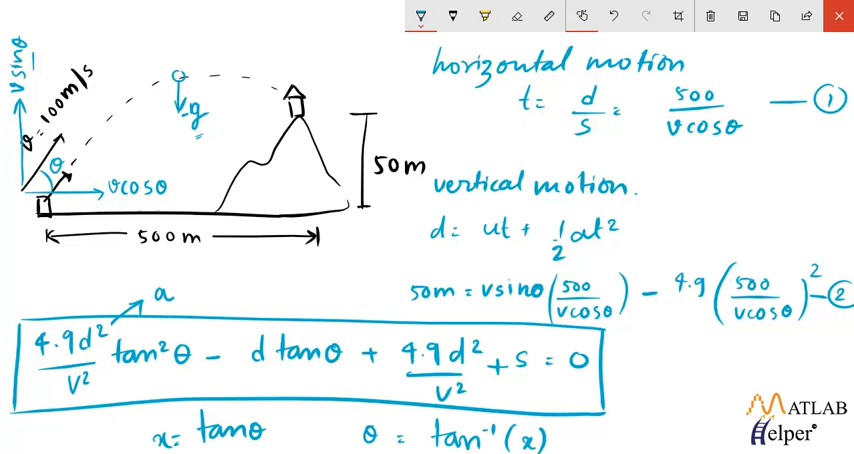 horizontal motion
t = d/s = 500/vcosθ — ①
vertical motion.
d = ut + 1/2 at²
50m = vsinθ (500/vcosθ) − 4.9 (500/vcosθ)² − ②
vsinθ
v = 100m/s
θ
vcosθ
-g
50m
500m
a
4.9d²/v² tan²θ − d tanθ + 4.9d²/v² + S = 0
x = tanθ
θ = tan⁻¹(x)
MATLAB
Helper®